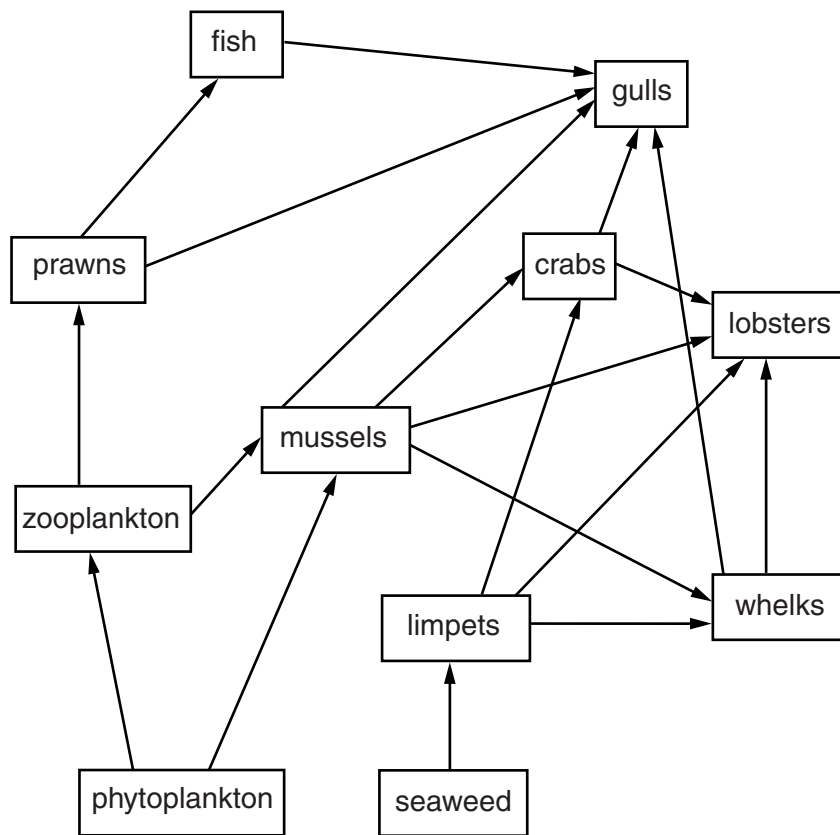 fish
gulls
prawns
crabs
lobsters
mussels
zooplankton
whelks
limpets
phytoplankton
seaweed